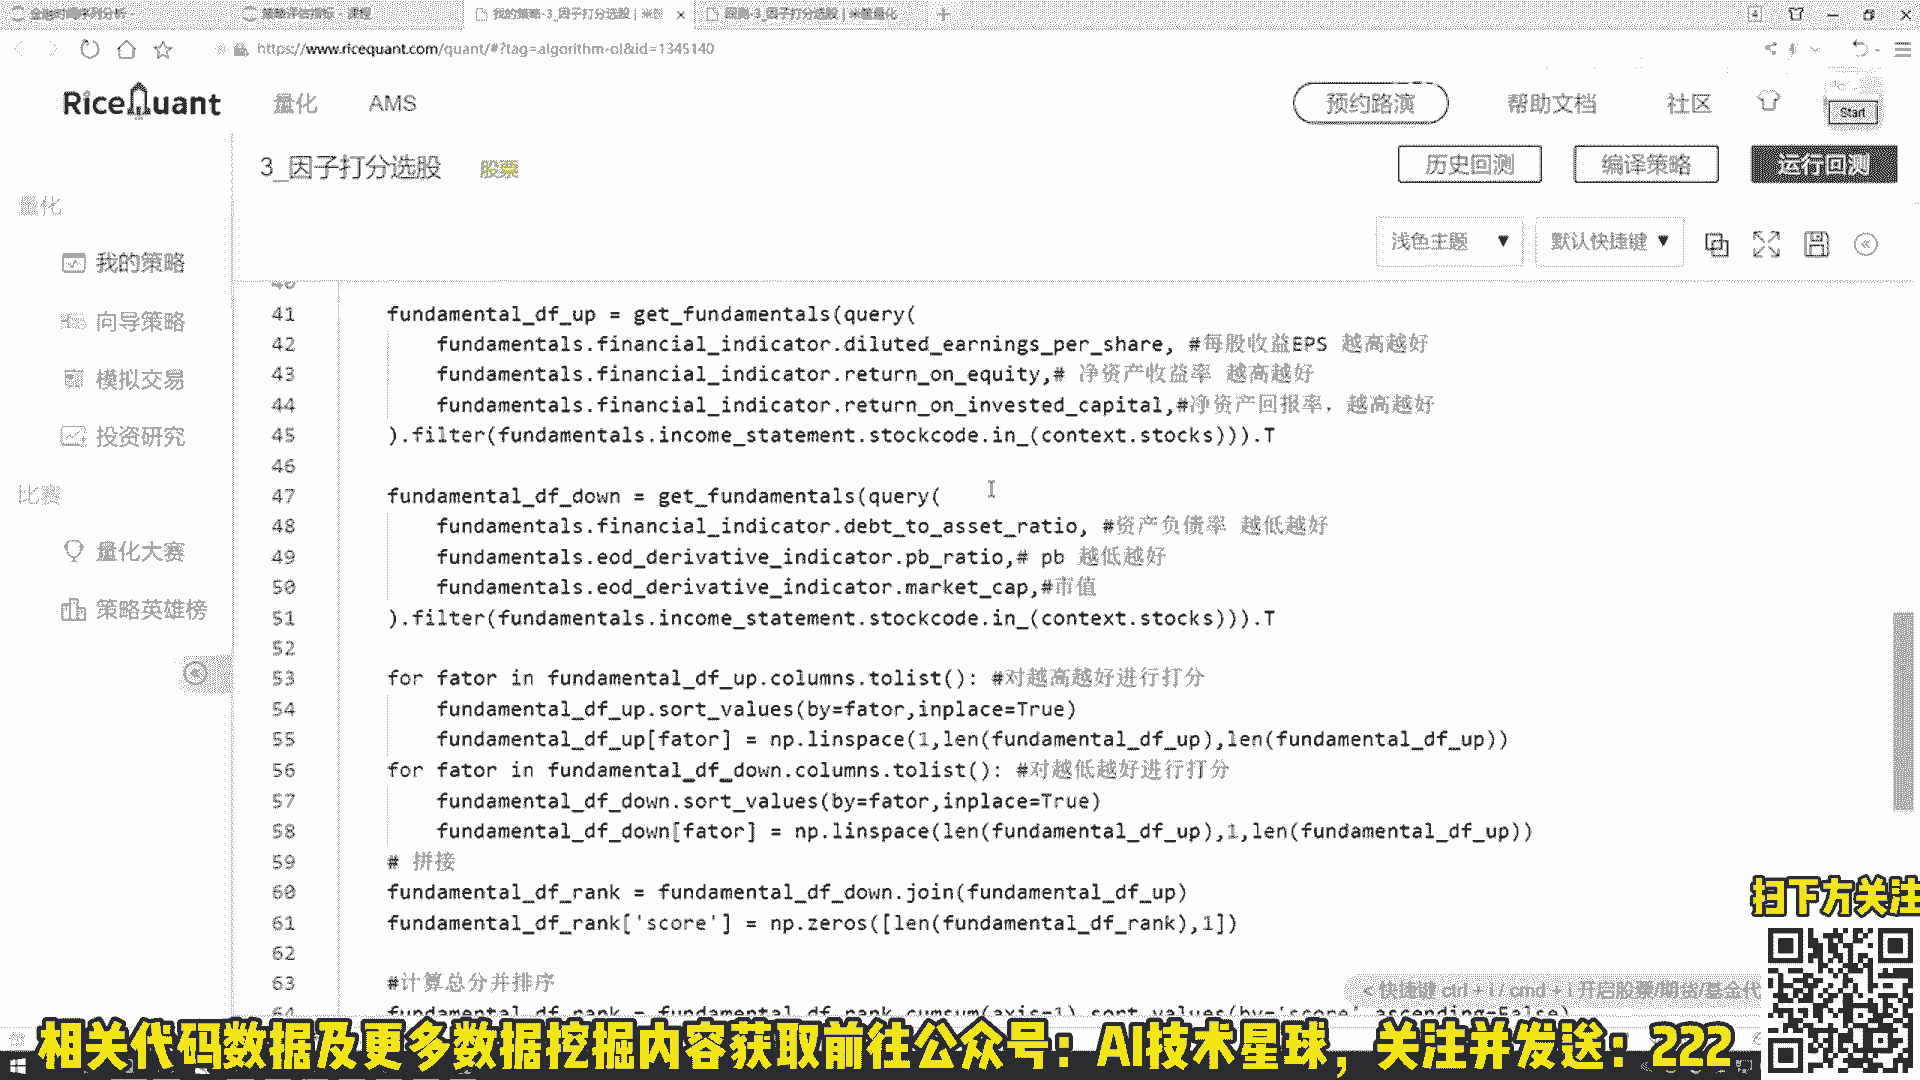 金融时间序列分析 -
策略评估指标 - 课程
我的策略-3_因子打分选股 | 米筐
回测-3_因子打分选股 | 米筐量化
https://www.ricequant.com/quant/#?tag=algorithm-ol&id=1345140
RiceQuant
量化
AMS
预约路演
帮助文档
社区
Start
3_因子打分选股
股票
历史回测
编译策略
运行回测
浅色主题
默认快捷键
量化
我的策略
向导策略
模拟交易
投资研究
比赛
量化大赛
策略英雄榜
40
41 fundamental_df_up = get_fundamentals(query(
42 fundamentals.financial_indicator.diluted_earnings_per_share, #每股收益EPS 越高越好
43 fundamentals.financial_indicator.return_on_equity,# 净资产收益率 越高越好
44 fundamentals.financial_indicator.return_on_invested_capital,#净资产回报率，越高越好
45 ).filter(fundamentals.income_statement.stockcode.in_(context.stocks))).T
46
47 fundamental_df_down = get_fundamentals(query(
48 fundamentals.financial_indicator.debt_to_asset_ratio, #资产负债率 越低越好
49 fundamentals.eod_derivative_indicator.pb_ratio,# pb 越低越好
50 fundamentals.eod_derivative_indicator.market_cap,#市值
51 ).filter(fundamentals.income_statement.stockcode.in_(context.stocks))).T
52
53 for fator in fundamental_df_up.columns.tolist(): #对越高越好进行打分
54 fundamental_df_up.sort_values(by=fator,inplace=True)
55 fundamental_df_up[fator] = np.linspace(1,len(fundamental_df_up),len(fundamental_df_up))
56 for fator in fundamental_df_down.columns.tolist(): #对越低越好进行打分
57 fundamental_df_down.sort_values(by=fator,inplace=True)
58 fundamental_df_down[fator] = np.linspace(len(fundamental_df_up),1,len(fundamental_df_up))
59 # 拼接
60 fundamental_df_rank = fundamental_df_down.join(fundamental_df_up)
61 fundamental_df_rank['score'] = np.zeros([len(fundamental_df_rank),1])
62
63 #计算总分并排序
64 fundamental_df_rank = fundamental_df_rank.cumsum(axis=1).sort_values(by='score',ascending=False)
<快捷键 ctrl + i / cmd + i 开启股票/期货/基金代
扫下方关注
相关代码数据及更多数据挖掘内容获取前往公众号：AI技术星球，关注并发送：222